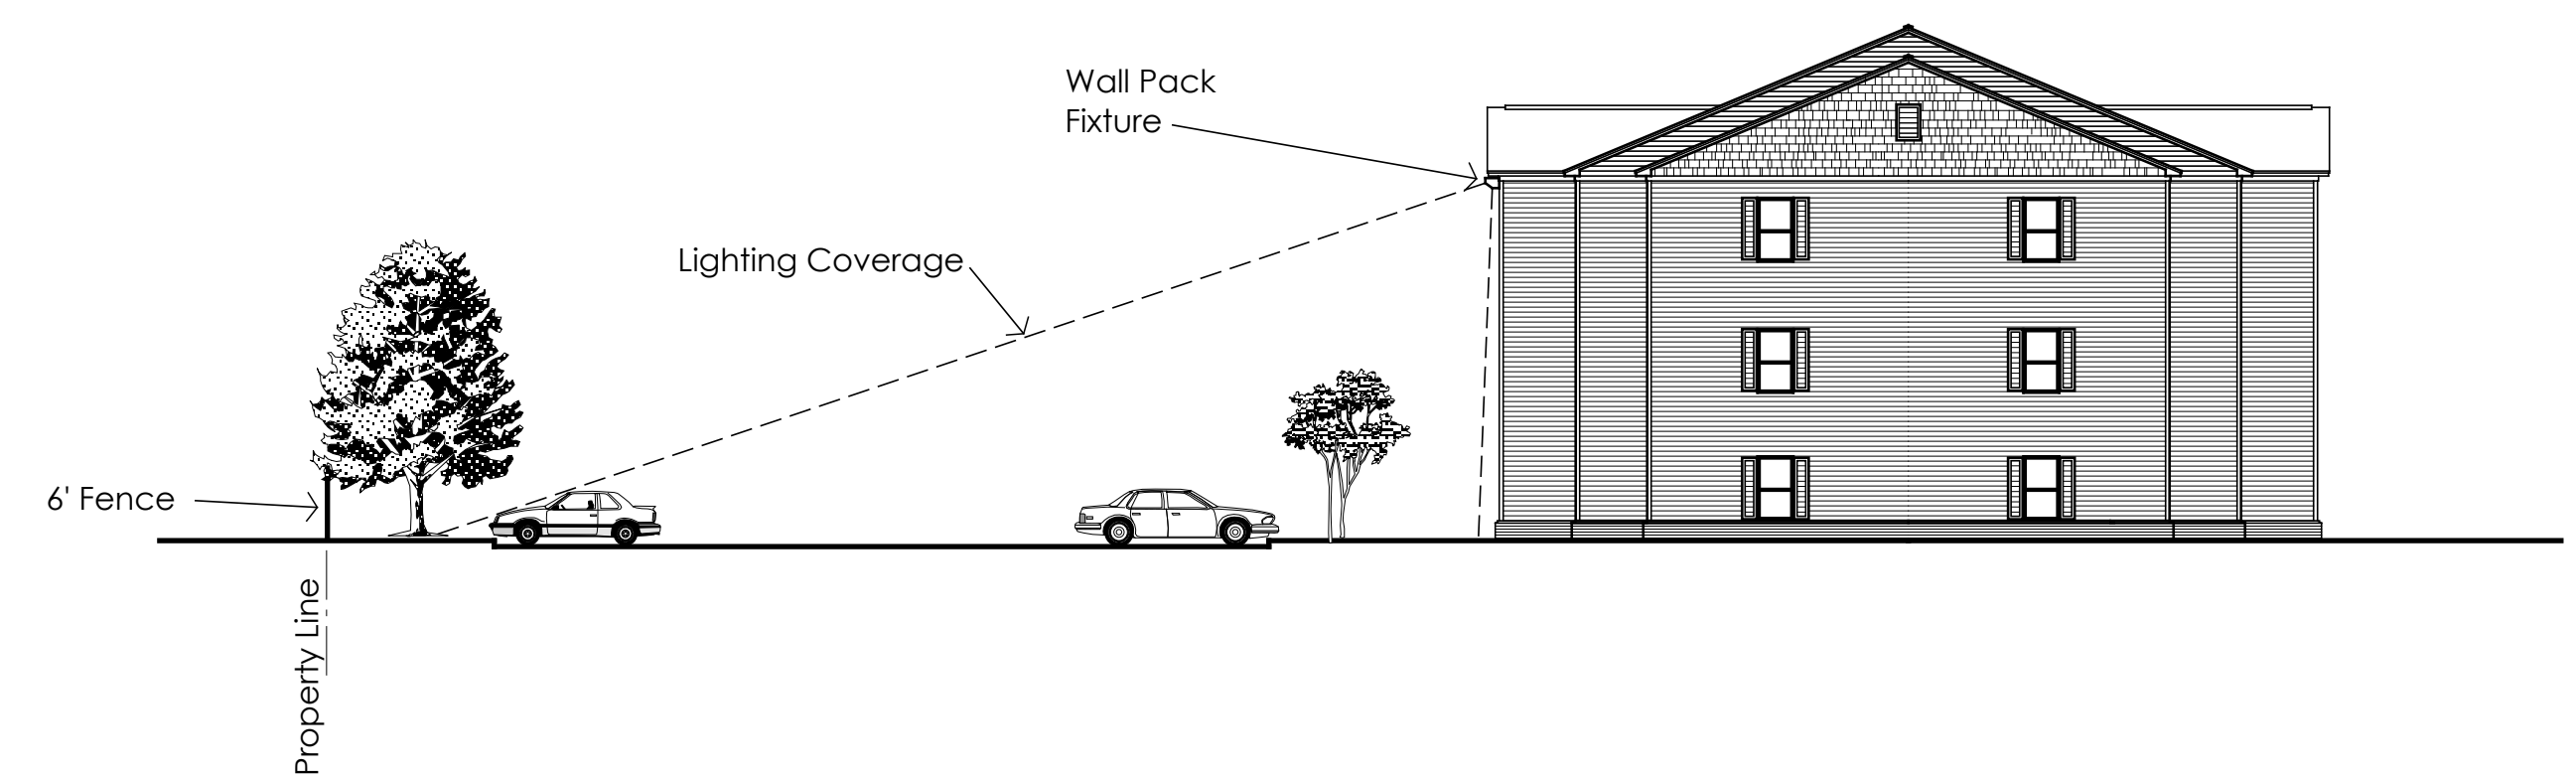 Wall Pack
Fixture
Lighting Coverage
6' Fence
Property Line